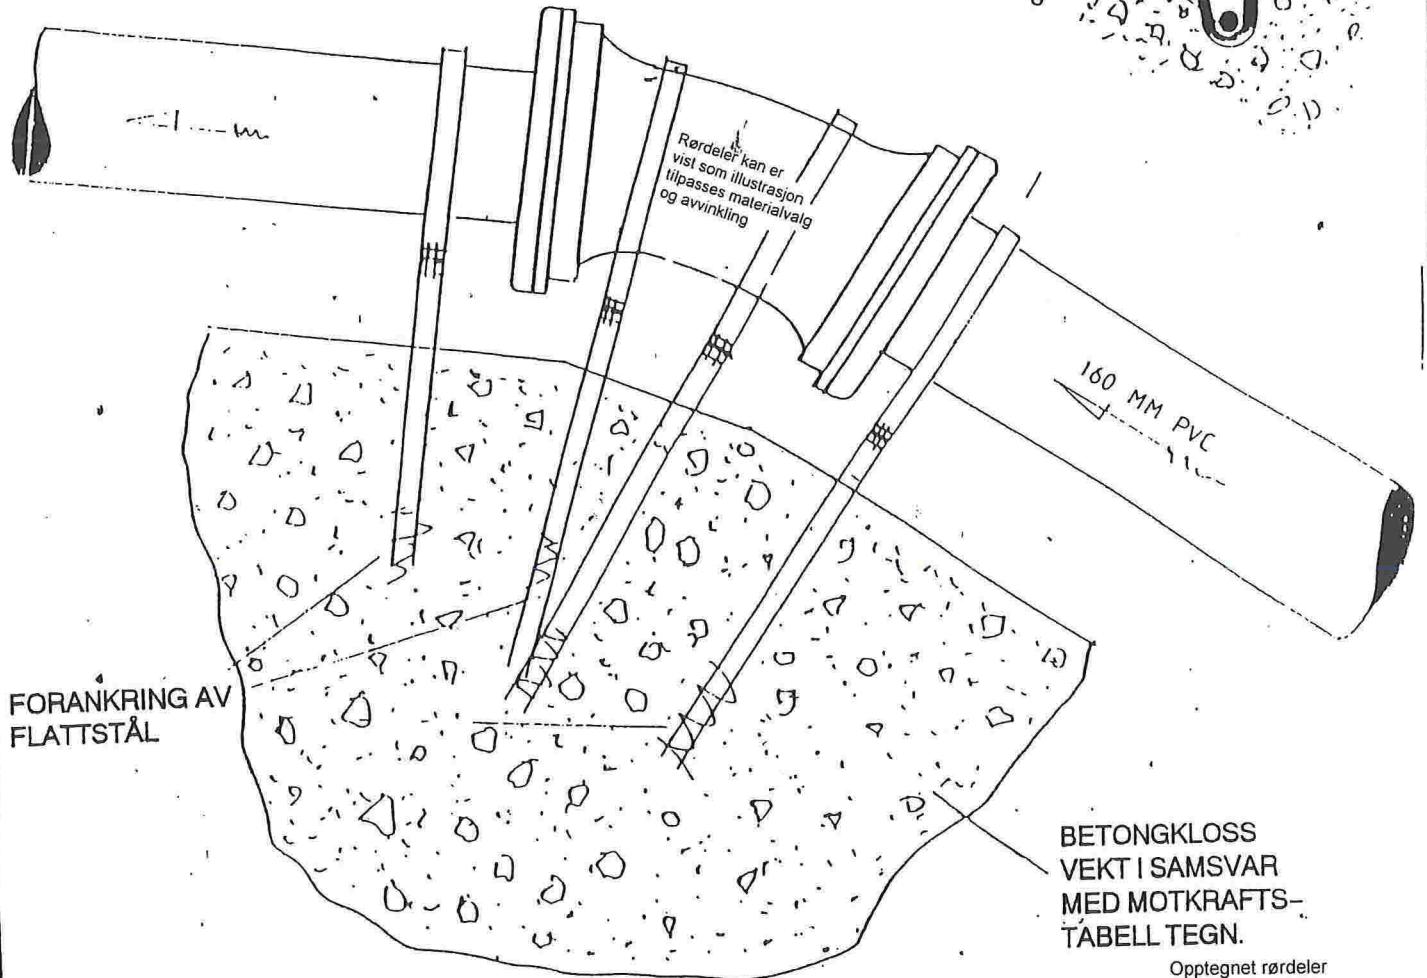 Rørdeler kan er
vist som illustrasjon
tilpasses materialvalg
og avvinkling
160 MM PVC
FORANKRING AV
FLATTSTÅL
BETONGKLOSS
VEKT I SAMSVAR
MED MOTKRAFTS-
TABELL TEGN.
Opptegnet rørdeler